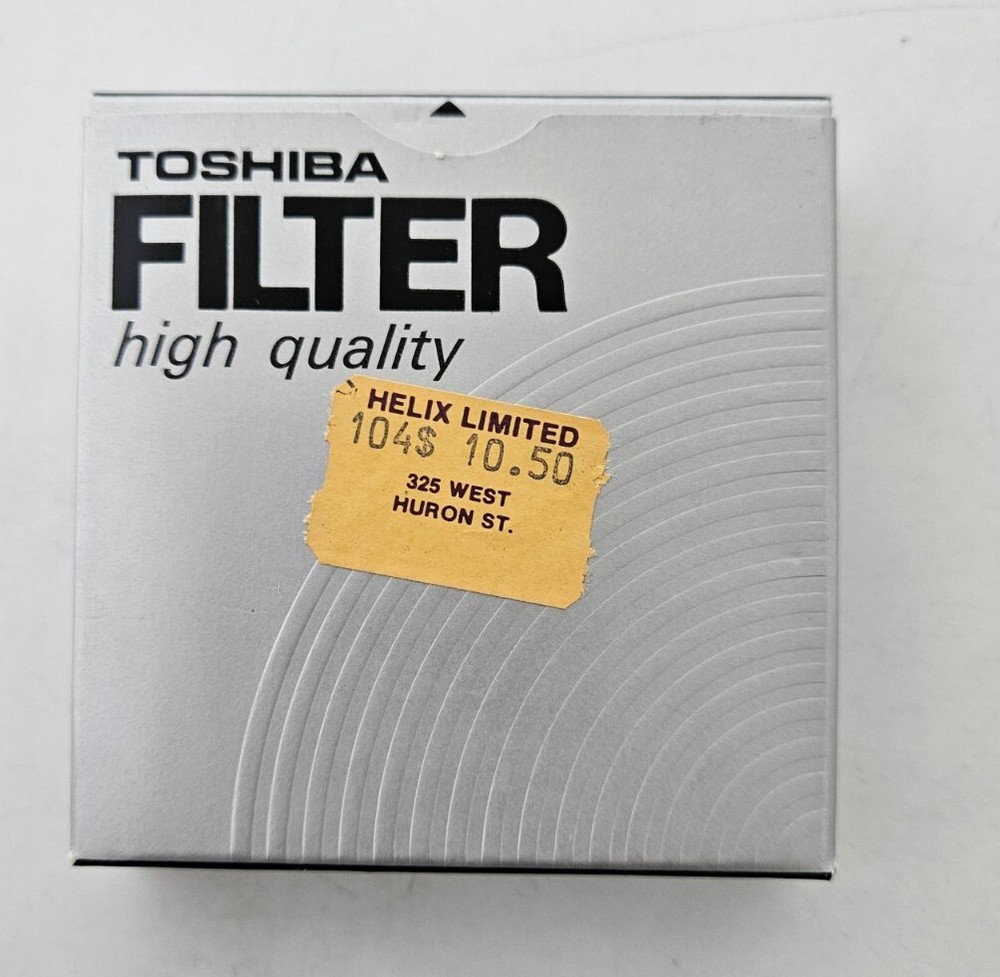 TOSHIBA
FILTER
high quality
HELIX LIMITED
104$ 10.50
325 WEST
HURON ST.